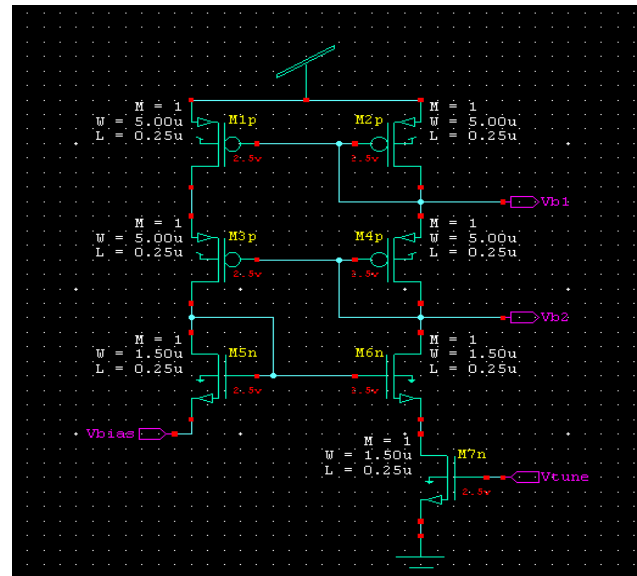 M = 1
W = 5.00u
L = 0.25u
M1p
2.5v
M2p
2.5v
M = 1
W = 5.00u
L = 0.25u
Vb1
M = 1
W = 5.00u
L = 0.25u
M3p
2.5v
M4p
2.5v
M = 1
W = 5.00u
L = 0.25u
Vb2
M = 1
W = 1.50u
L = 0.25u
M5n
2.5v
M6n
2.5v
M = 1
W = 1.50u
L = 0.25u
Vbias
M = 1
W = 1.50u
L = 0.25u
M7n
2.5v
Vtune